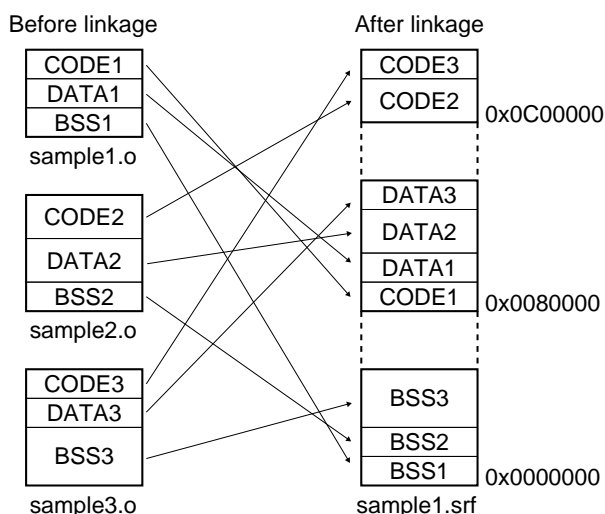 Before linkage
CODE1
DATA1
BSS1
sample1.o
CODE2
DATA2
BSS2
sample2.o
CODE3
DATA3
BSS3
sample3.o
After linkage
CODE3
CODE2
0x0C00000
DATA3
DATA2
DATA1
CODE1
0x0080000
BSS3
BSS2
BSS1
0x0000000
sample1.srf